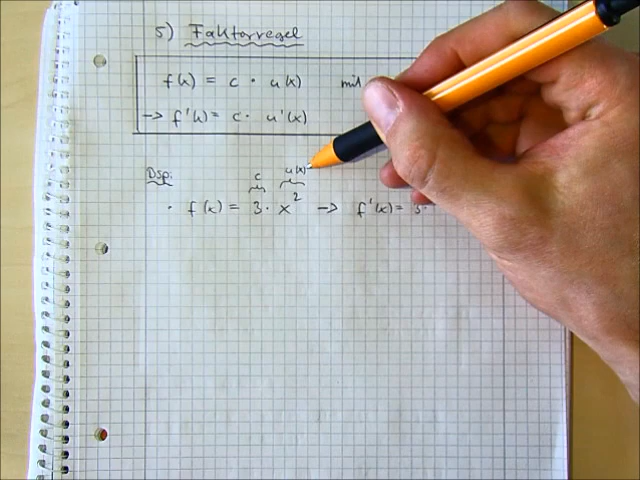 5) Faktorregel
f(x) = c · u(x) mit
-> f'(x) = c · u'(x)
Bsp:
c u(x)
· f(x) = 3 · x² -> f'(x) = 3 ·